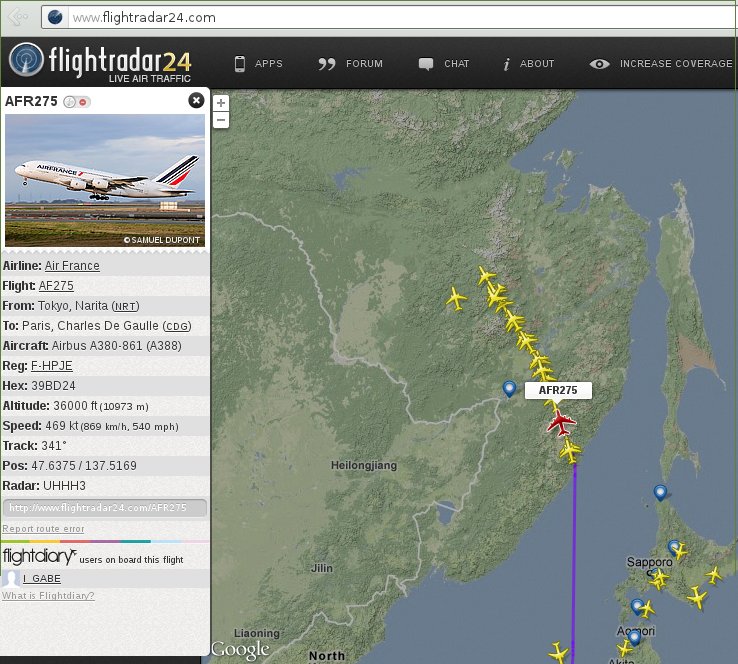 www.flightradar24.com
flightradar24
LIVE AIR TRAFFIC
APPS
FORUM
CHAT
ABOUT
INCREASE COVERAGE
AFR275
AIRFRANCE
© SAMUEL DUPONT
Airline: Air France
Flight: AF275
From: Tokyo, Narita (NRT)
To: Paris, Charles De Gaulle (CDG)
Aircraft: Airbus A380-861 (A388)
Reg: F-HPJE
Hex: 39BD24
Altitude: 36000 ft (10973 m)
Speed: 469 kt (869 km/h, 540 mph)
Track: 341°
Pos: 47.6375 / 137.5169
Radar: UHHH3
http://www.flightradar24.com/AFR275
Report route error
flightdiary users on board this flight
I_GABE
What is Flightdiary?
+
−
AFR275
Heilongjiang
Jilin
Sapporo
Liaoning
Aomori
Akita
North
Google